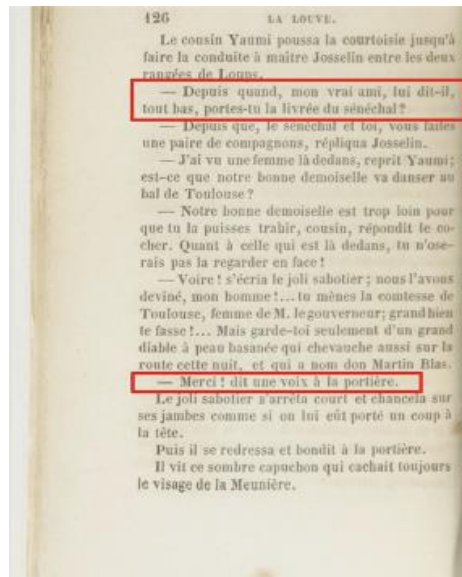 126 LA LOUVE.
Le cousin Yaumi poussa la courtoisie jusqu'à
faire la conduite à maître Josselin entre les deux
rangées de Loups.
— Depuis quand, mon vrai ami, lui dit-il,
tout bas, portes-tu la livrée du sénéchal ?
— Depuis que, le sénéchal et toi, vous faites
une paire de compagnons, répliqua Josselin.
— J'ai vu une femme là dedans, reprit Yaumi ;
est-ce que notre bonne demoiselle va danser au
bal de Toulouse ?
— Notre bonne demoiselle est trop loin pour
que tu la puisses trahir, cousin, répondit le co-
cher. Quant à celle qui est là dedans, tu n'ose-
rais pas la regarder en face !
— Voire ! s'écria le joli sabotier ; nous l'avons
deviné, mon homme !... tu mènes la comtesse de
Toulouse, femme de M. le gouverneur; grand bien
te fasse !... Mais garde-toi seulement d'un grand
diable à peau basanée qui chevauche aussi sur la
route cette nuit, et qui a nom don Martin Blas.
— Merci ! dit une voix à la portière.
Le joli sabotier s'arrêta court et chancela sur
ses jambes comme si on lui eût porté un coup à
la tête.
Puis il se redressa et bondit à la portière.
Il vit ce sombre capuchon qui cachait toujours
le visage de la Meunière.